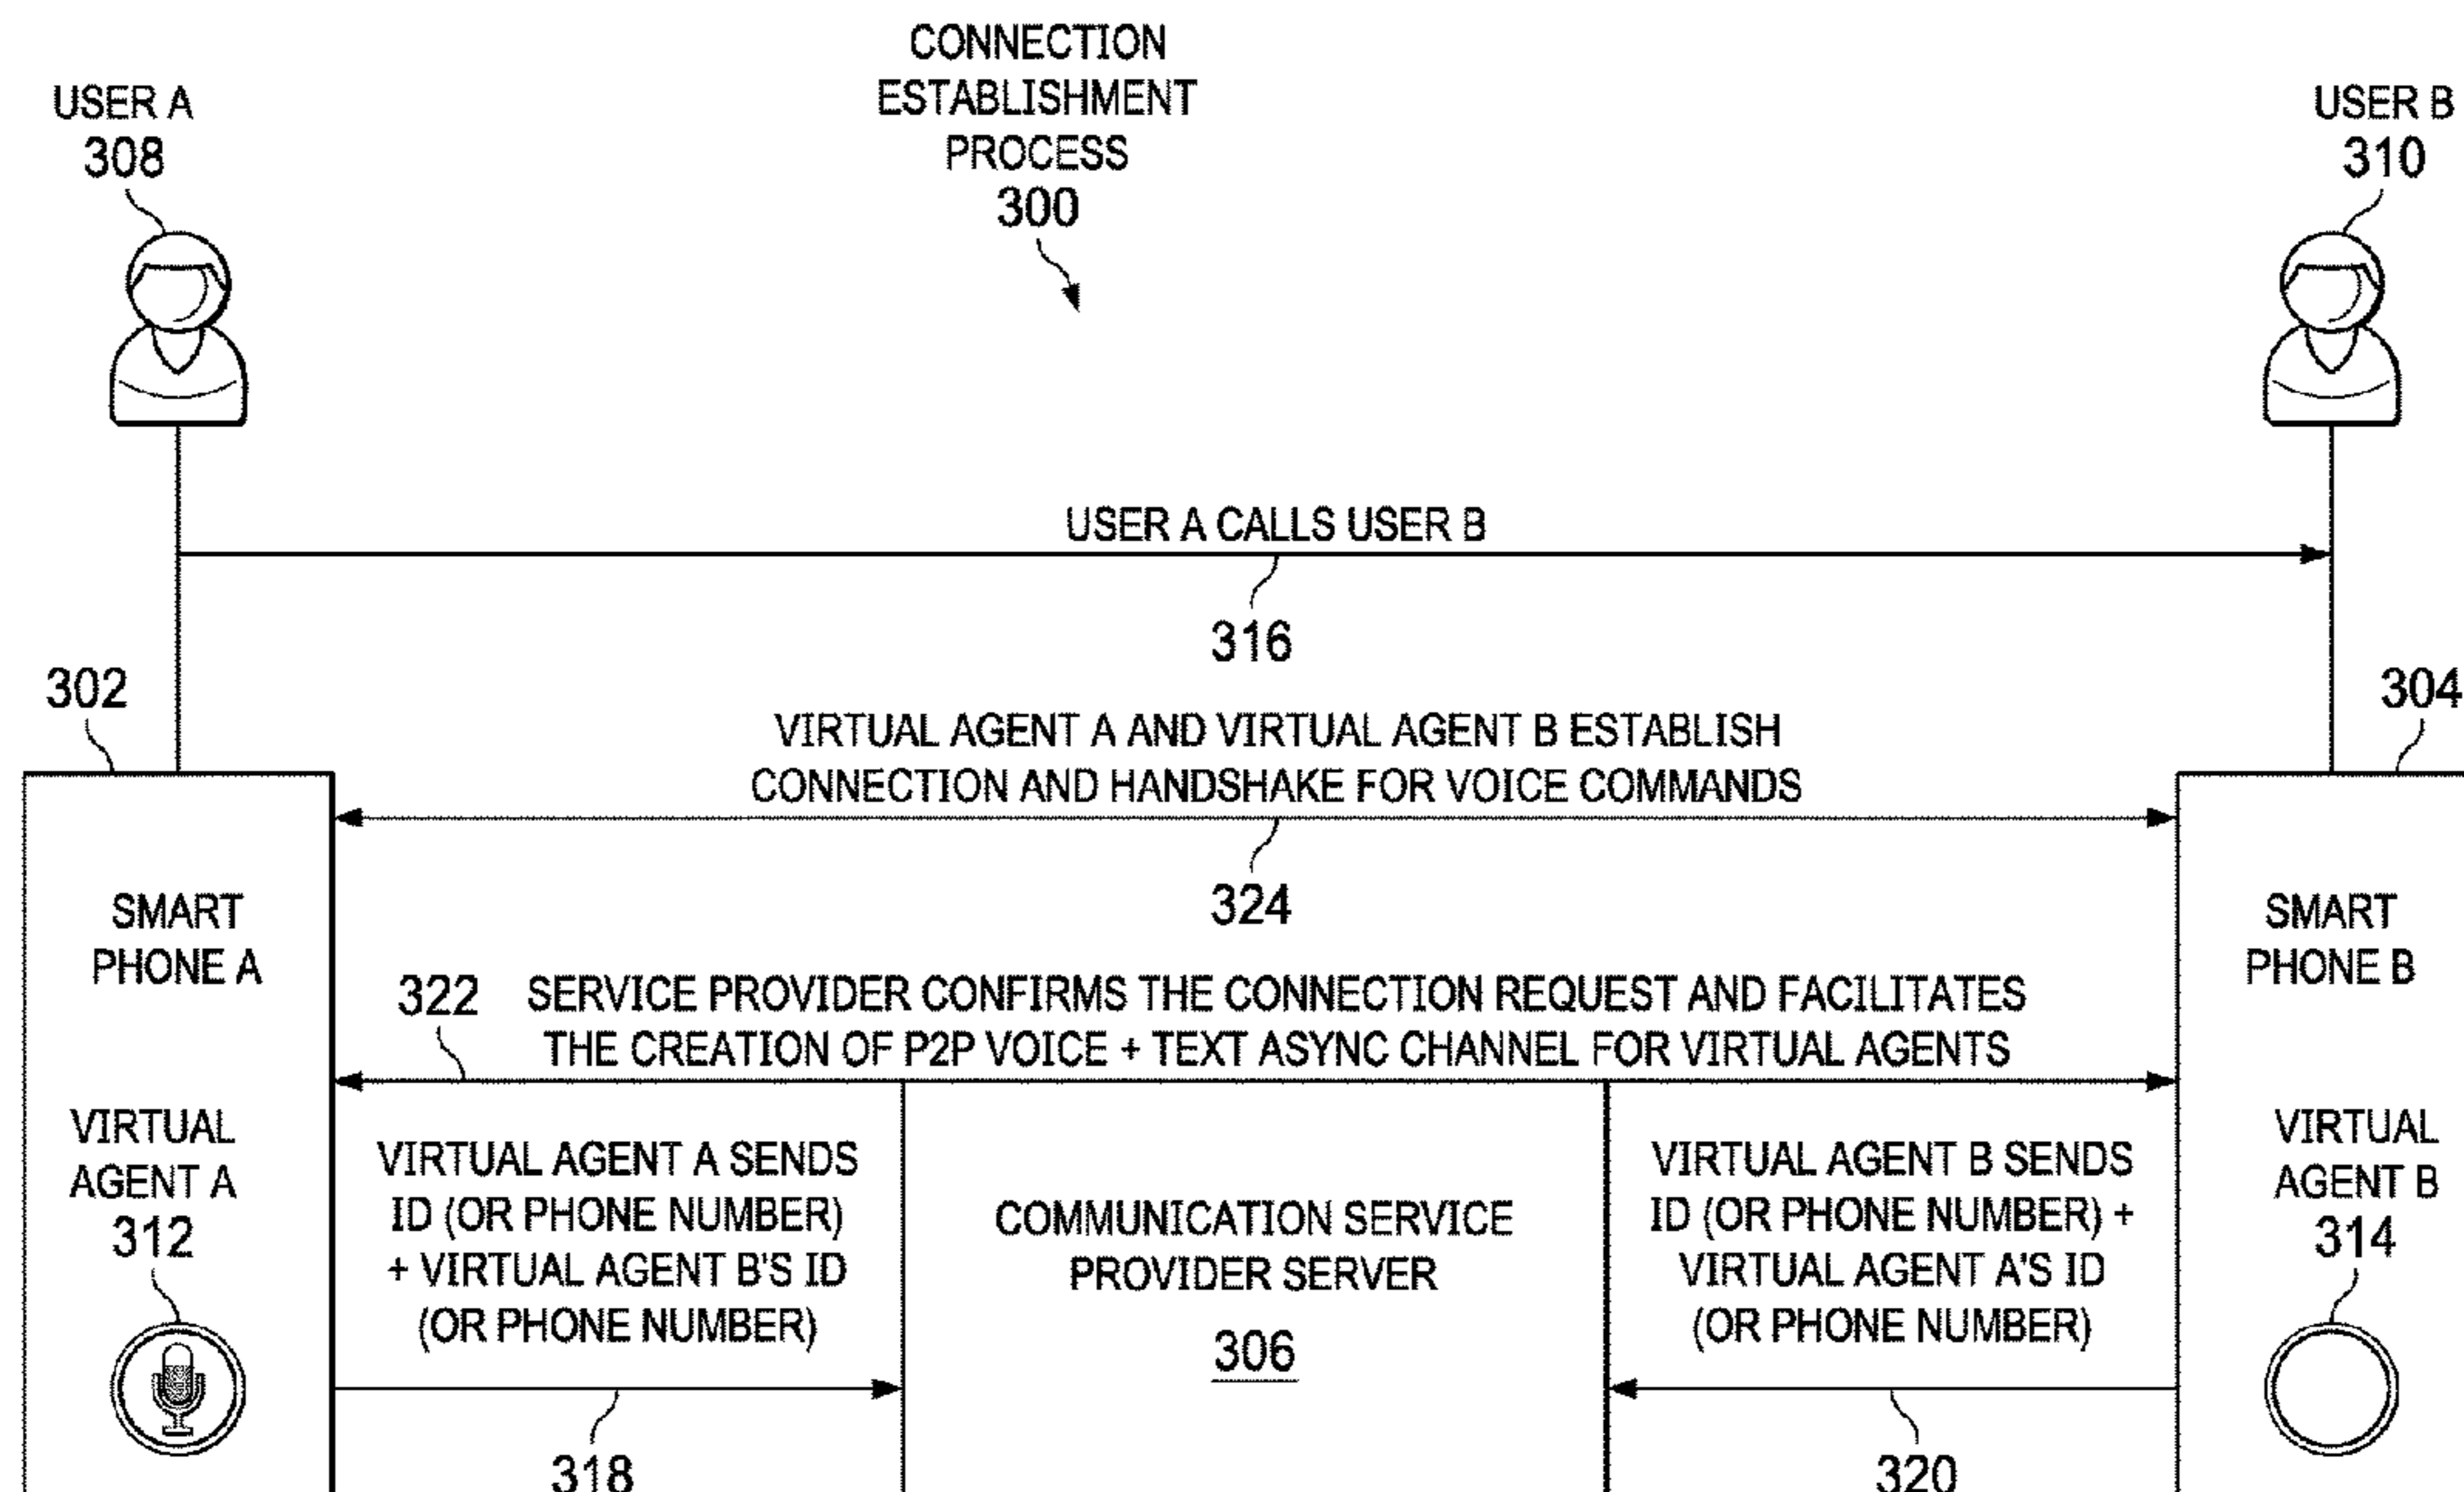 CONNECTION
ESTABLISHMENT
PROCESS
300
USER A
308
USER B
310
USER A CALLS USER B
316
302
304
VIRTUAL AGENT A AND VIRTUAL AGENT B ESTABLISH
CONNECTION AND HANDSHAKE FOR VOICE COMMANDS
324
SMART
PHONE A
SMART
PHONE B
322
SERVICE PROVIDER CONFIRMS THE CONNECTION REQUEST AND FACILITATES
THE CREATION OF P2P VOICE + TEXT ASYNC CHANNEL FOR VIRTUAL AGENTS
VIRTUAL
AGENT A
312
VIRTUAL AGENT A SENDS
ID (OR PHONE NUMBER)
+ VIRTUAL AGENT B'S ID
(OR PHONE NUMBER)
318
COMMUNICATION SERVICE
PROVIDER SERVER
306
VIRTUAL AGENT B SENDS
ID (OR PHONE NUMBER) +
VIRTUAL AGENT A'S ID
(OR PHONE NUMBER)
320
VIRTUAL
AGENT B
314